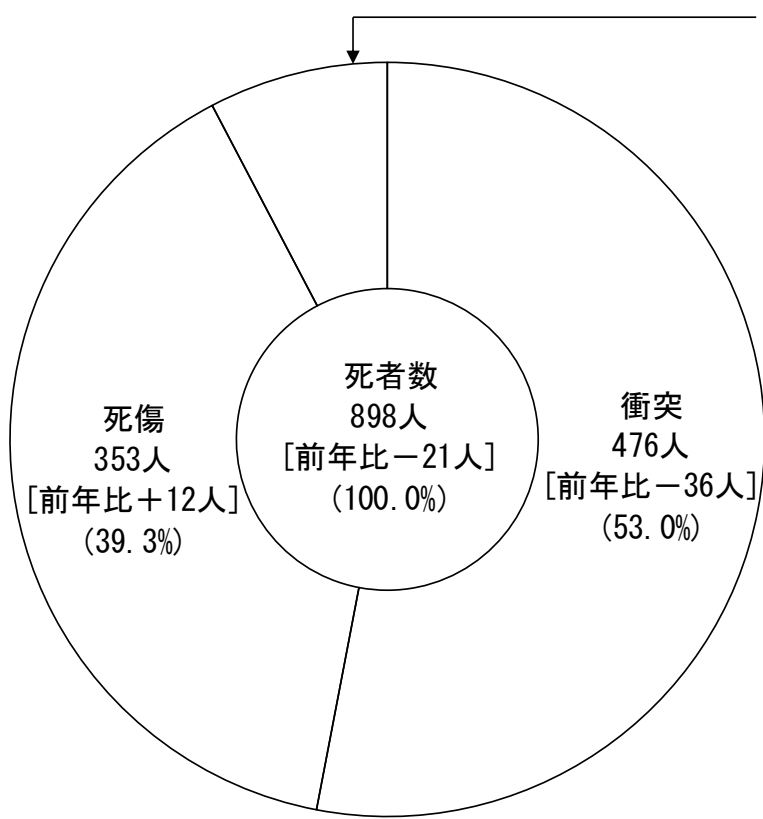 死者数
898人
[前年比－21人]
(100.0%)
衝突
476人
[前年比－36人]
(53.0%)
死傷
353人
[前年比＋12人]
(39.3%)